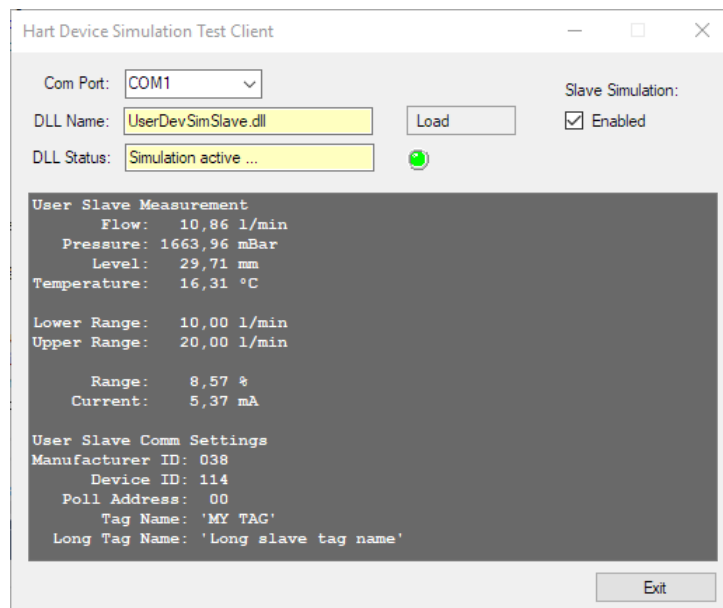 Hart Device Simulation Test Client
Com Port: COM1
Slave Simulation:
DLL Name: UserDevSimSlave.dll Load Enabled
DLL Status: Simulation active ...
User Slave Measurement
Flow: 10,86 l/min
Pressure: 1663,96 mBar
Level: 29,71 mm
Temperature: 16,31 °C
Lower Range: 10,00 l/min
Upper Range: 20,00 l/min
Range: 8,57 %
Current: 5,37 mA
User Slave Comm Settings
Manufacturer ID: 038
Device ID: 114
Poll Address: 00
Tag Name: 'MY TAG'
Long Tag Name: 'Long slave tag name'
Exit